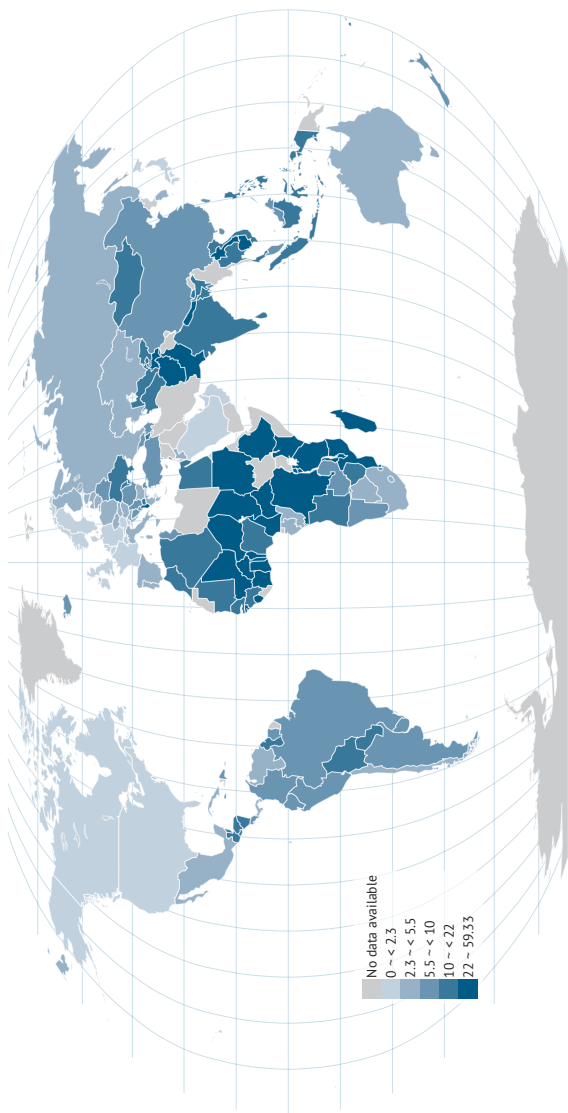 No data available
0 ~ < 2.3
2.3 ~ < 5.5
5.5 ~ < 10
10 ~ < 22
22 ~ 59.33